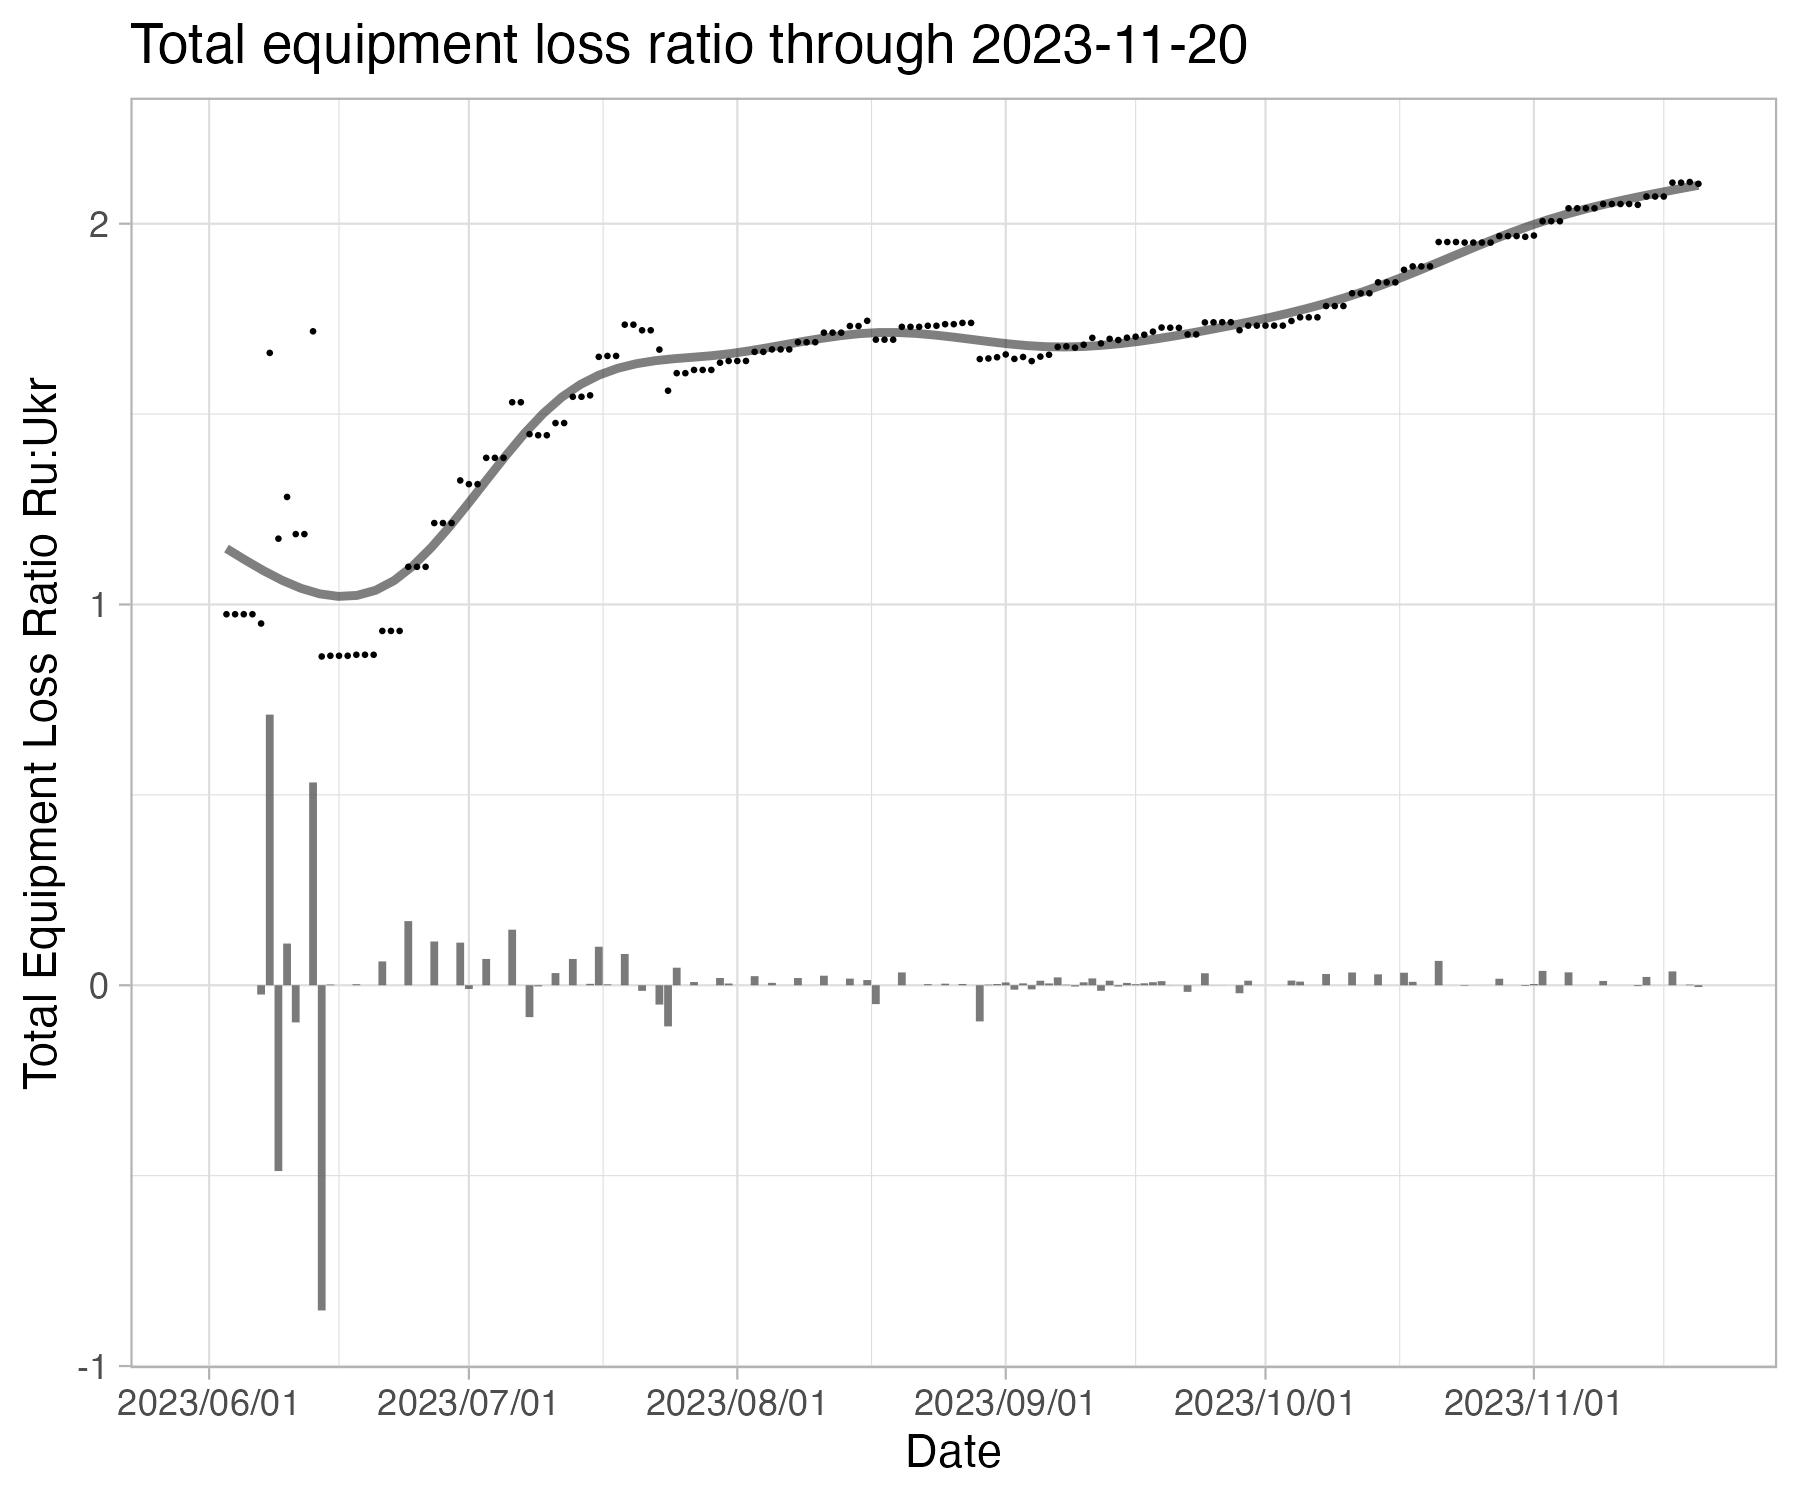 Total equipment loss ratio through 2023-11-20
Total Equipment Loss Ratio Ru:Ukr
2
1
0
-1
2023/06/01 2023/07/01 2023/08/01 2023/09/01 2023/10/01 2023/11/01
Date